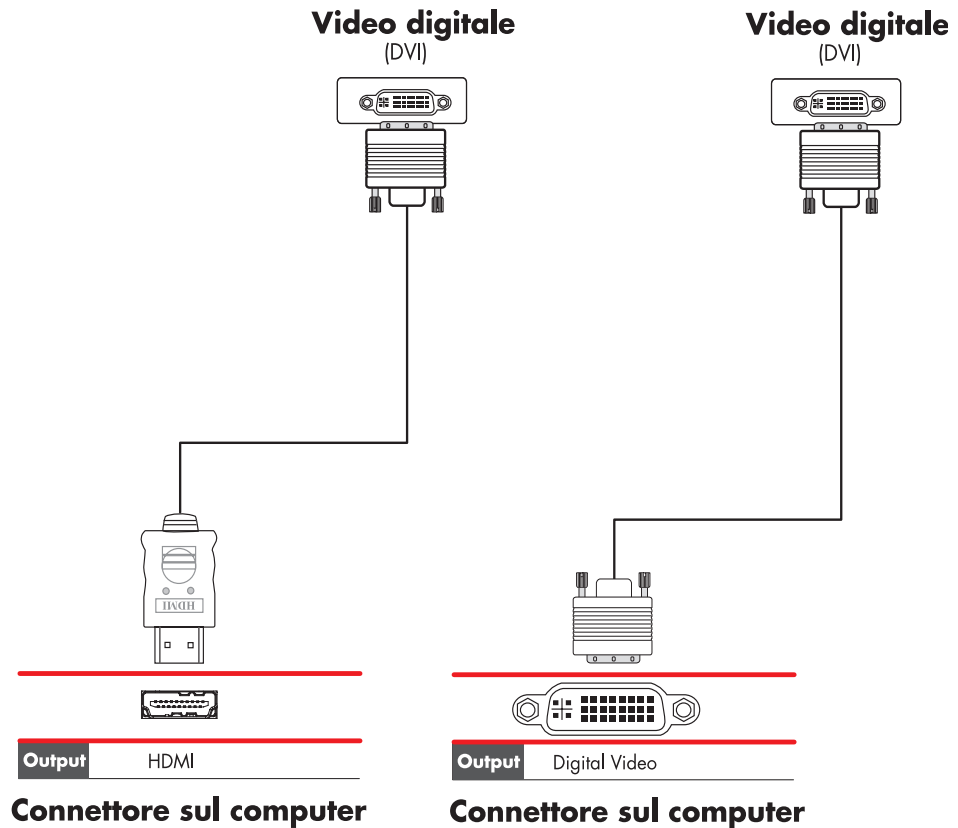 Video digitale
(DVI)
Video digitale
(DVI)
HDMI
Output HDMI
Output Digital Video
Connettore sul computer
Connettore sul computer